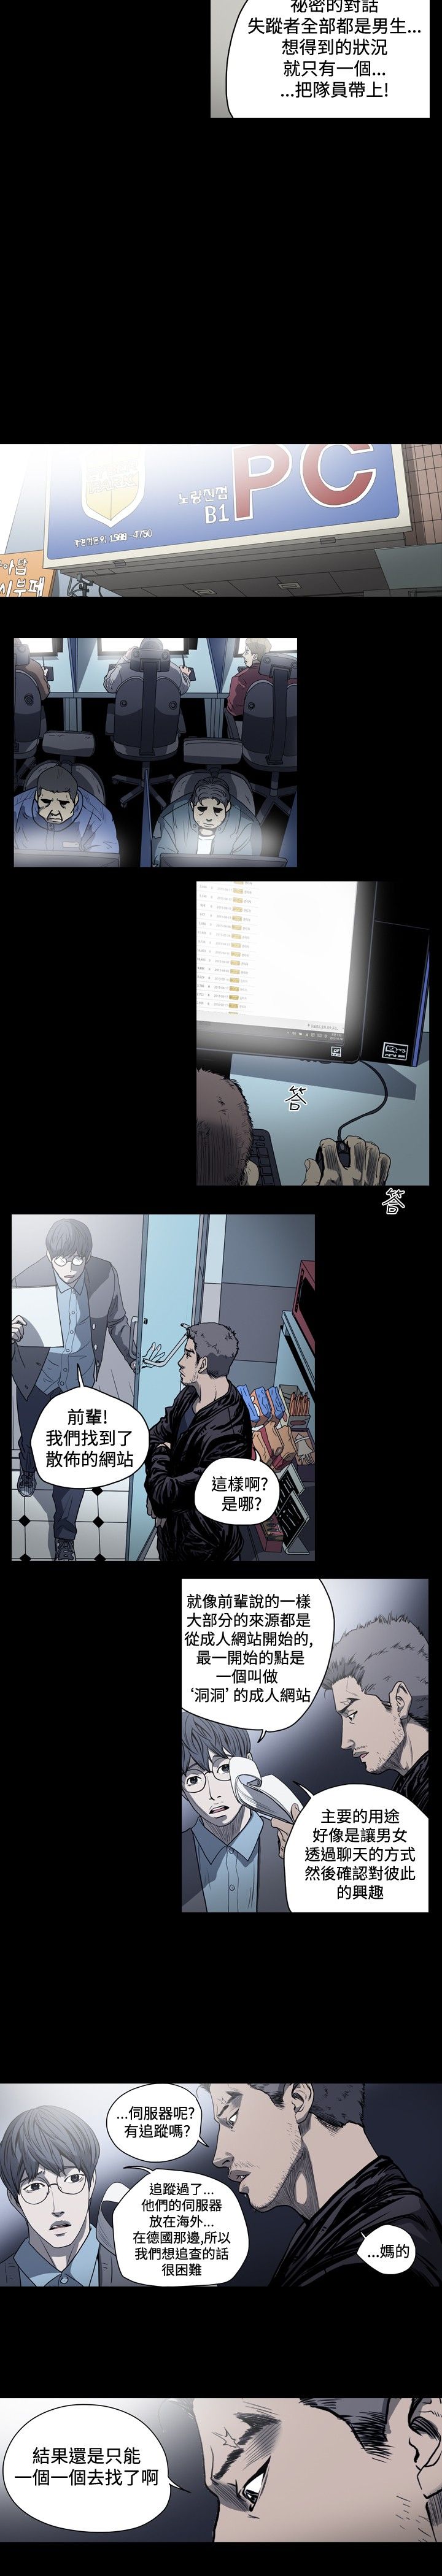 祕密的對話
失蹤者全部都是男生...
想得到的狀況
就只有一個...
...把隊員帶上!
PC
노량진점
B1
答
答
前輩!
我們找到了
散佈的網站
這樣啊?
是哪?
就像前輩說的一樣
大部分的來源都是
從成人網站開始的,
最一開始的點是
一個叫做
‘洞洞’的成人網站
主要的用途
好像是讓男女
透過聊天的方式
然後確認對彼此
的興趣
...伺服器呢?
有追蹤嗎?
追蹤過了...
他們的伺服器
放在海外...
在德國那邊,所以
我們想追查的話
很困難
...媽的
結果還是只能
一個一個去找了啊